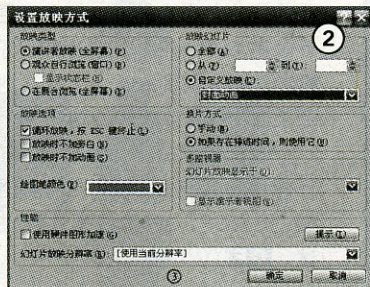 设置放映方式
放映类型
演讲者放映(全屏幕)(P)
观众自行浏览(窗口)(B)
显示状态栏(H)
在展台浏览(全屏幕)(K)
放映幻灯片
全部(A)
从(F): 到(T):
自定义放映(C):
2
放映选项
循环放映，按 ESC 键终止(L)
放映时不加旁白(N)
放映时不加动画(S)
绘图笔颜色(E):
换片方式
手动(M)
如果存在排练时间，则使用它(U)
多监视器
幻灯片放映显示于(O):
显示演示者视图(W)
性能
使用硬件图形加速(G)
提示(I)
幻灯片放映分辨率(R): [使用当前分辨率]
③
确定
取消